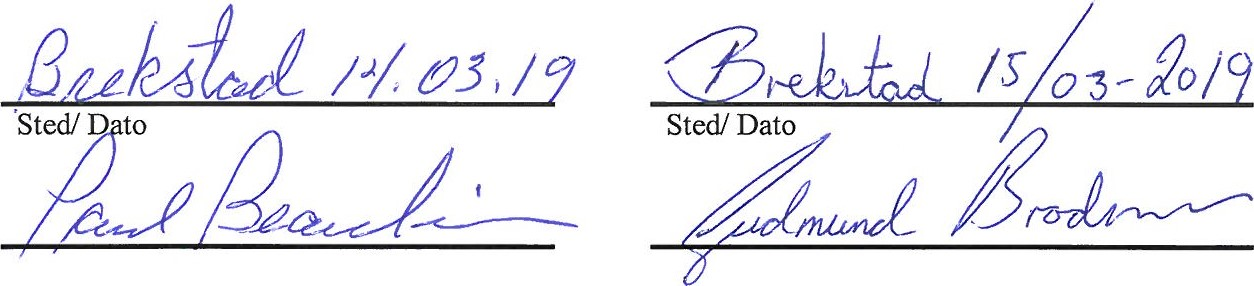 Brekstad 14.03.19
Sted/ Dato
Paul
Brekstad 15/03-2019
Sted/ Dato
Gudmund